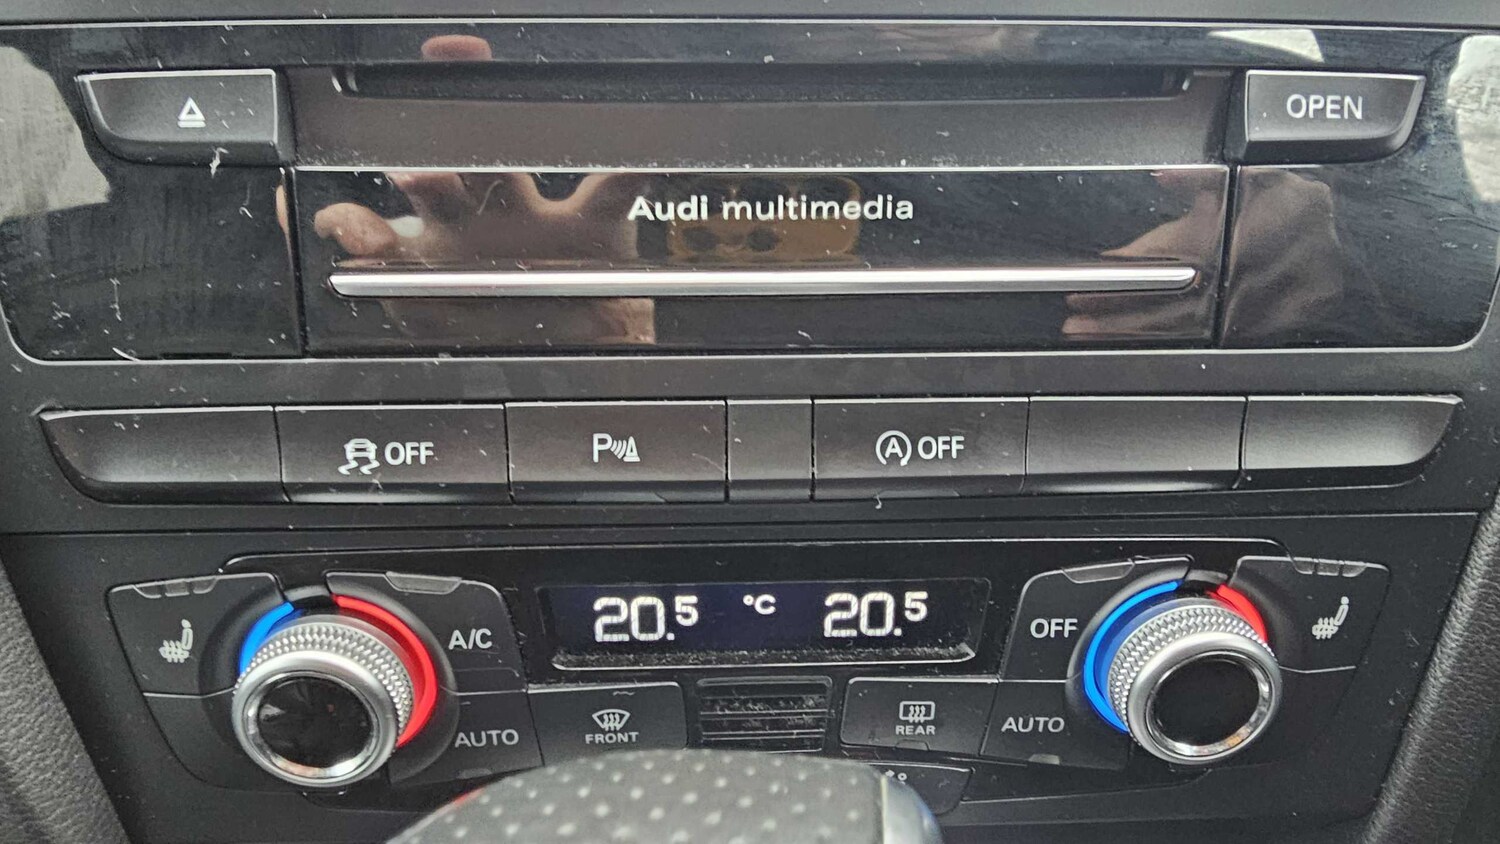 OPEN
Audi multimedia
OFF
P
A OFF
20.5 °C 20.5
A/C
OFF
AUTO
FRONT
REAR
AUTO